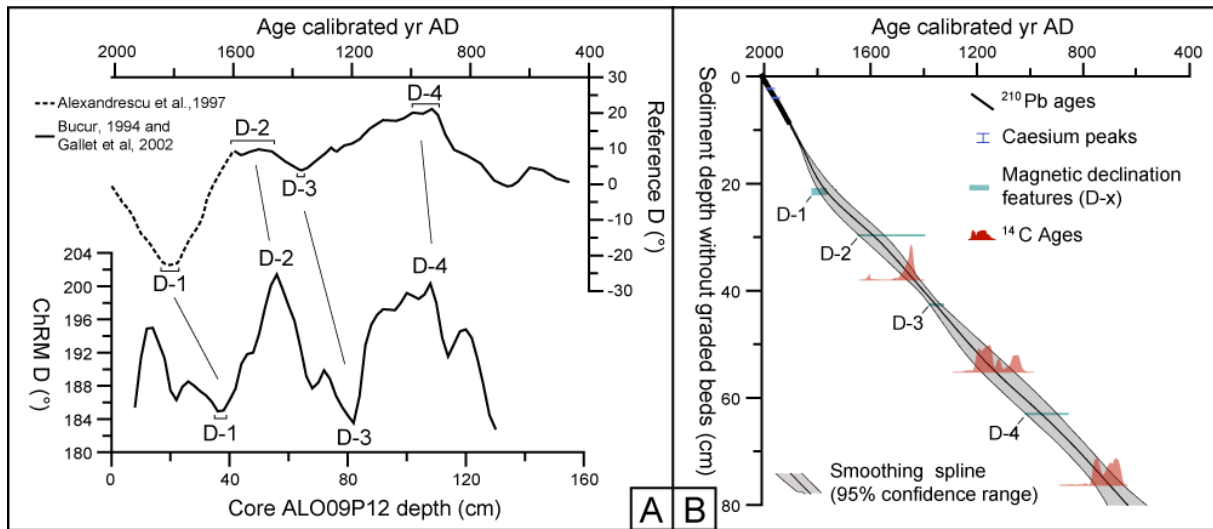 Age calibrated yr AD
2000 1600 1200 800 400
Alexandrescu et al.,1997
Bucur, 1994 and
Gallet et al, 2002
30
20
10
0
-10
-20
-30
Reference D (°)
D-1
D-2
D-3
D-4
204
200
196
192
188
184
180
ChRM D (°)
D-1
D-2
D-3
D-4
0 40 80 120 160
Core ALO09P12 depth (cm)
A
B
Age calibrated yr AD
2000 1600 1200 800 400
0
20
40
60
80
Sediment depth without graded beds (cm)
210Pb ages
Caesium peaks
Magnetic declination
features (D-x)
14C Ages
D-1
D-2
D-3
D-4
Smoothing spline
(95% confidence range)